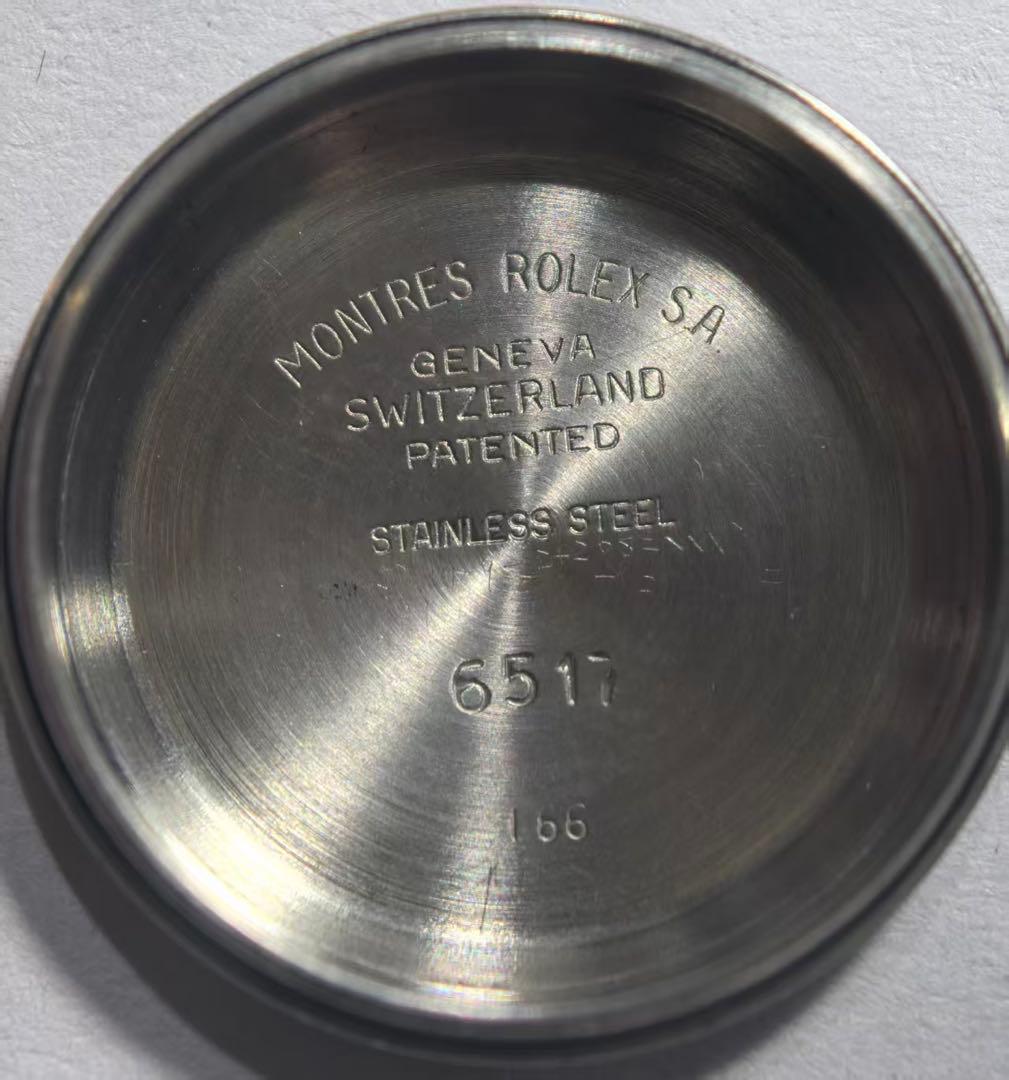 MONTRES ROLEX S.A.
GENEVA
SWITZERLAND
PATENTED
STAINLESS STEEL
6517
166